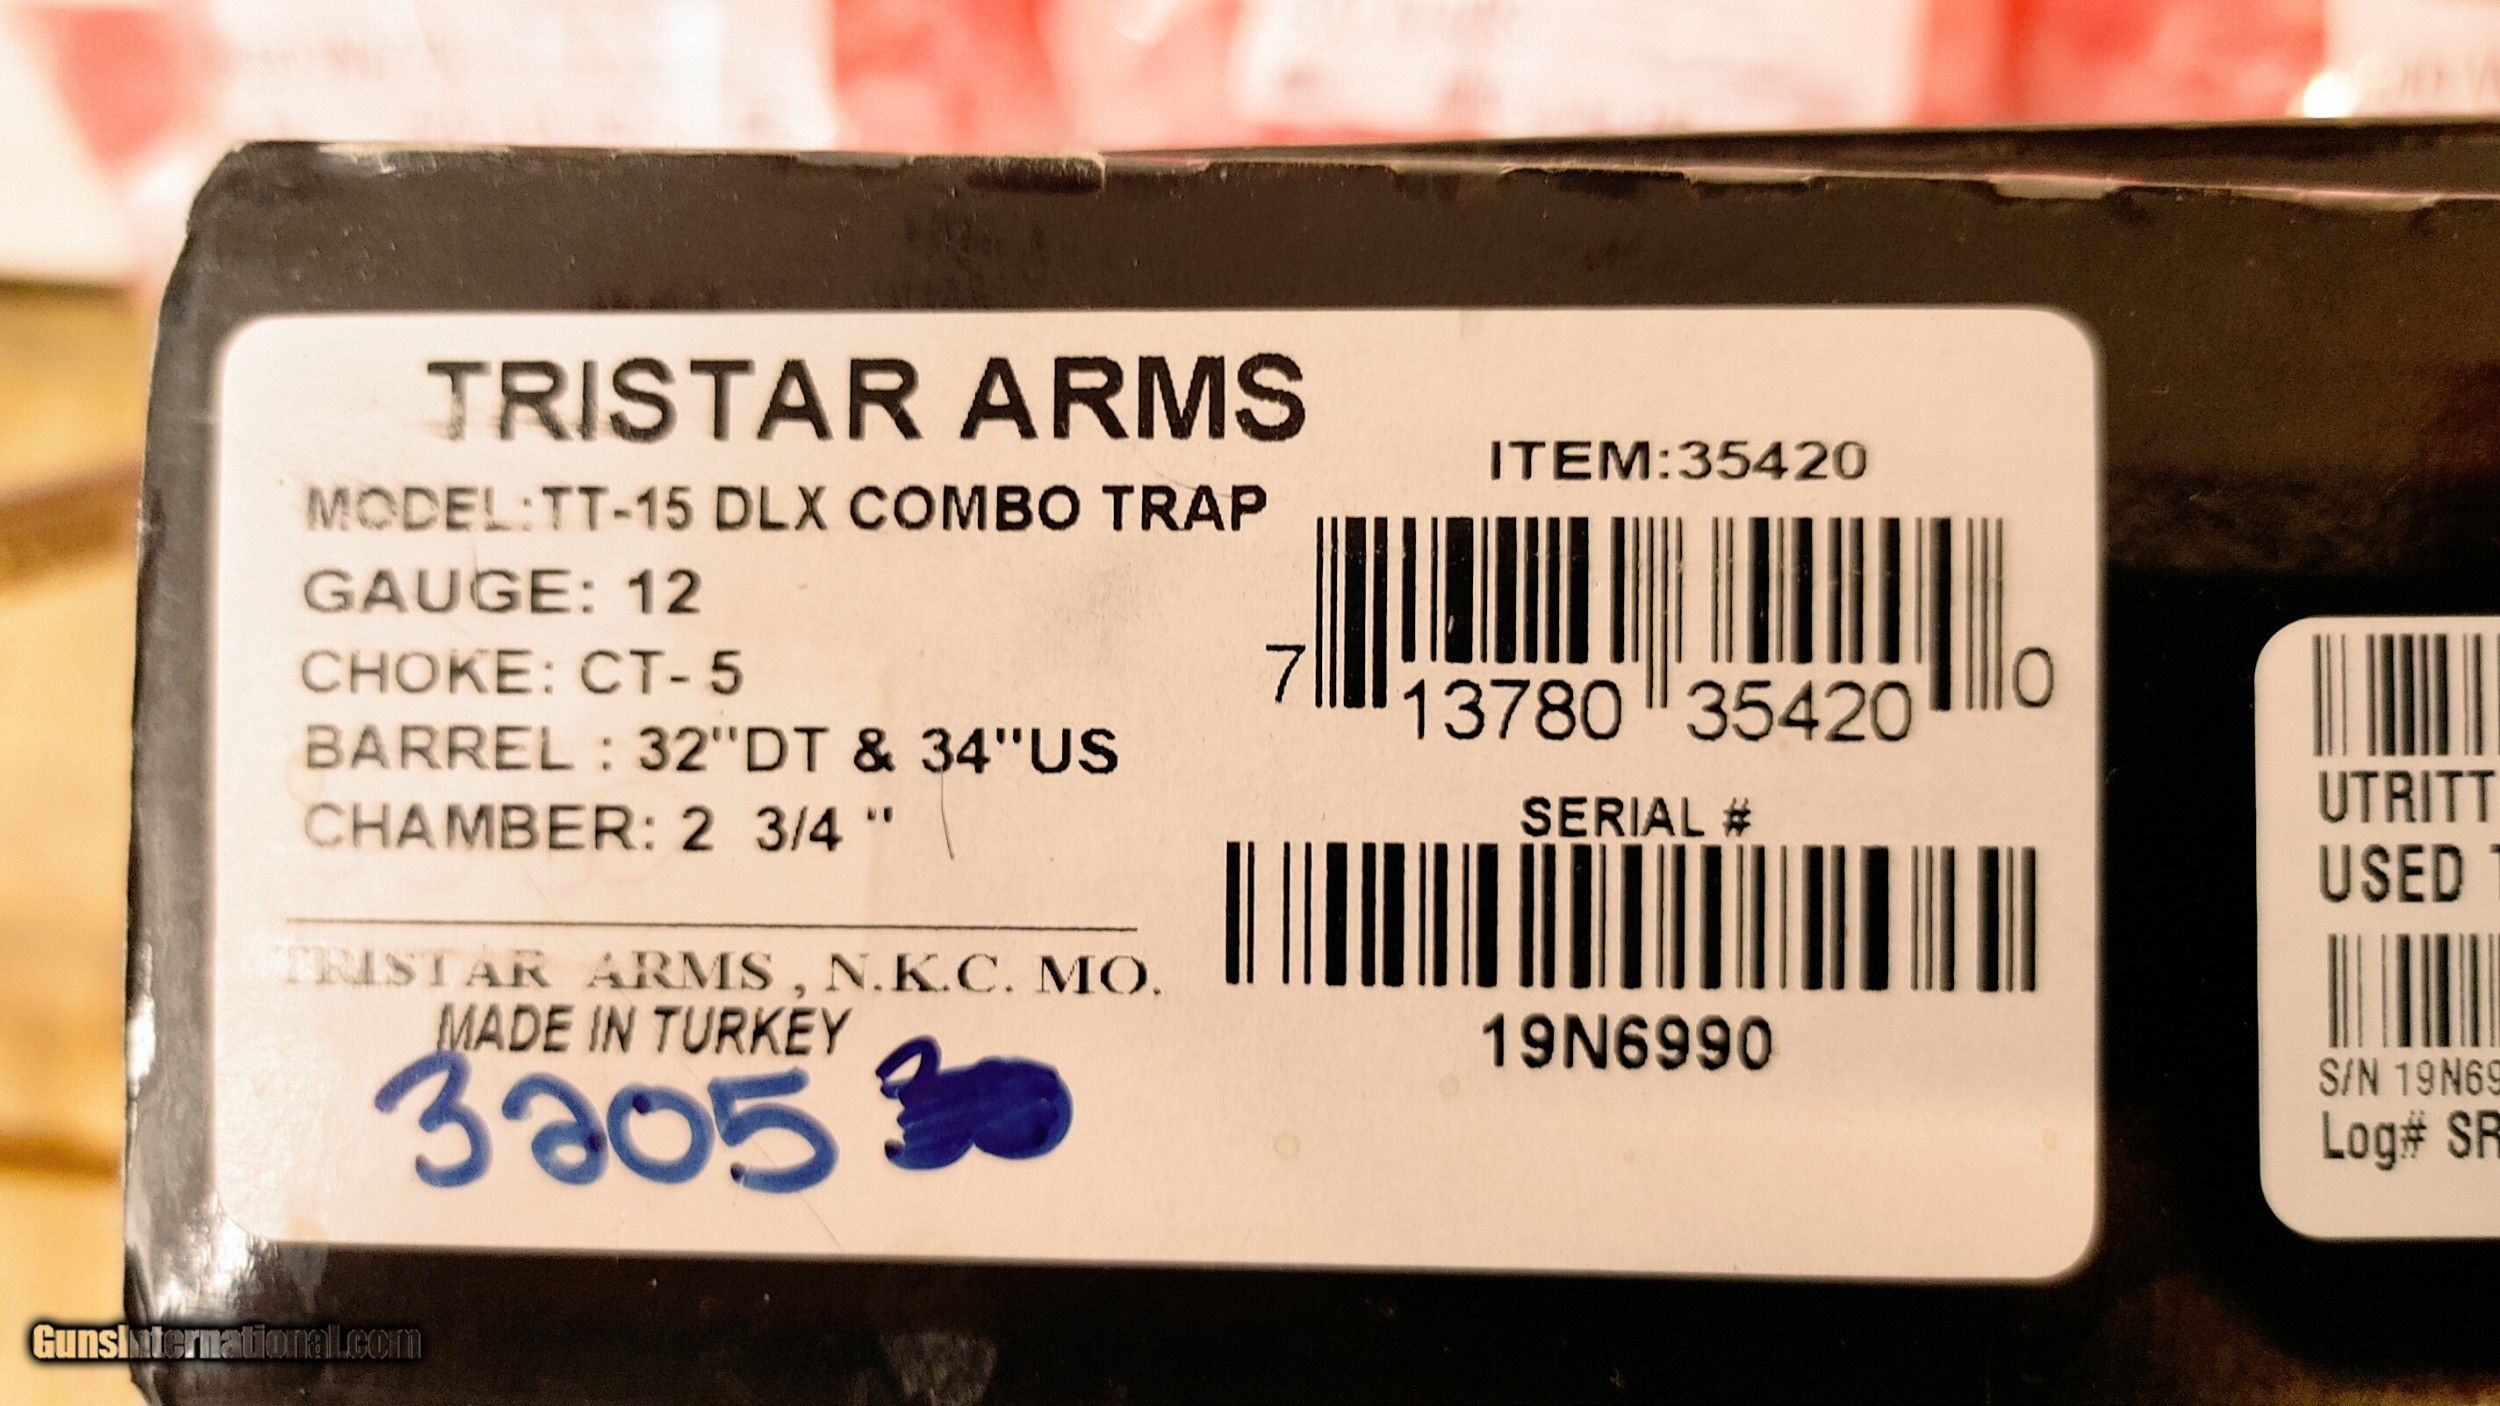 TRISTAR ARMS
MODEL:TT-15 DLX COMBO TRAP
GAUGE: 12
CHOKE: CT- 5
BARREL : 32"DT & 34"US
CHAMBER: 2 3/4 "
TRISTAR ARMS , N.K.C. MO.
MADE IN TURKEY
3205
ITEM:35420
7 13780 35420 0
SERIAL #
19N6990
UTRITT
USED
S/N 19N69
Log# SR
GunsInternational.com